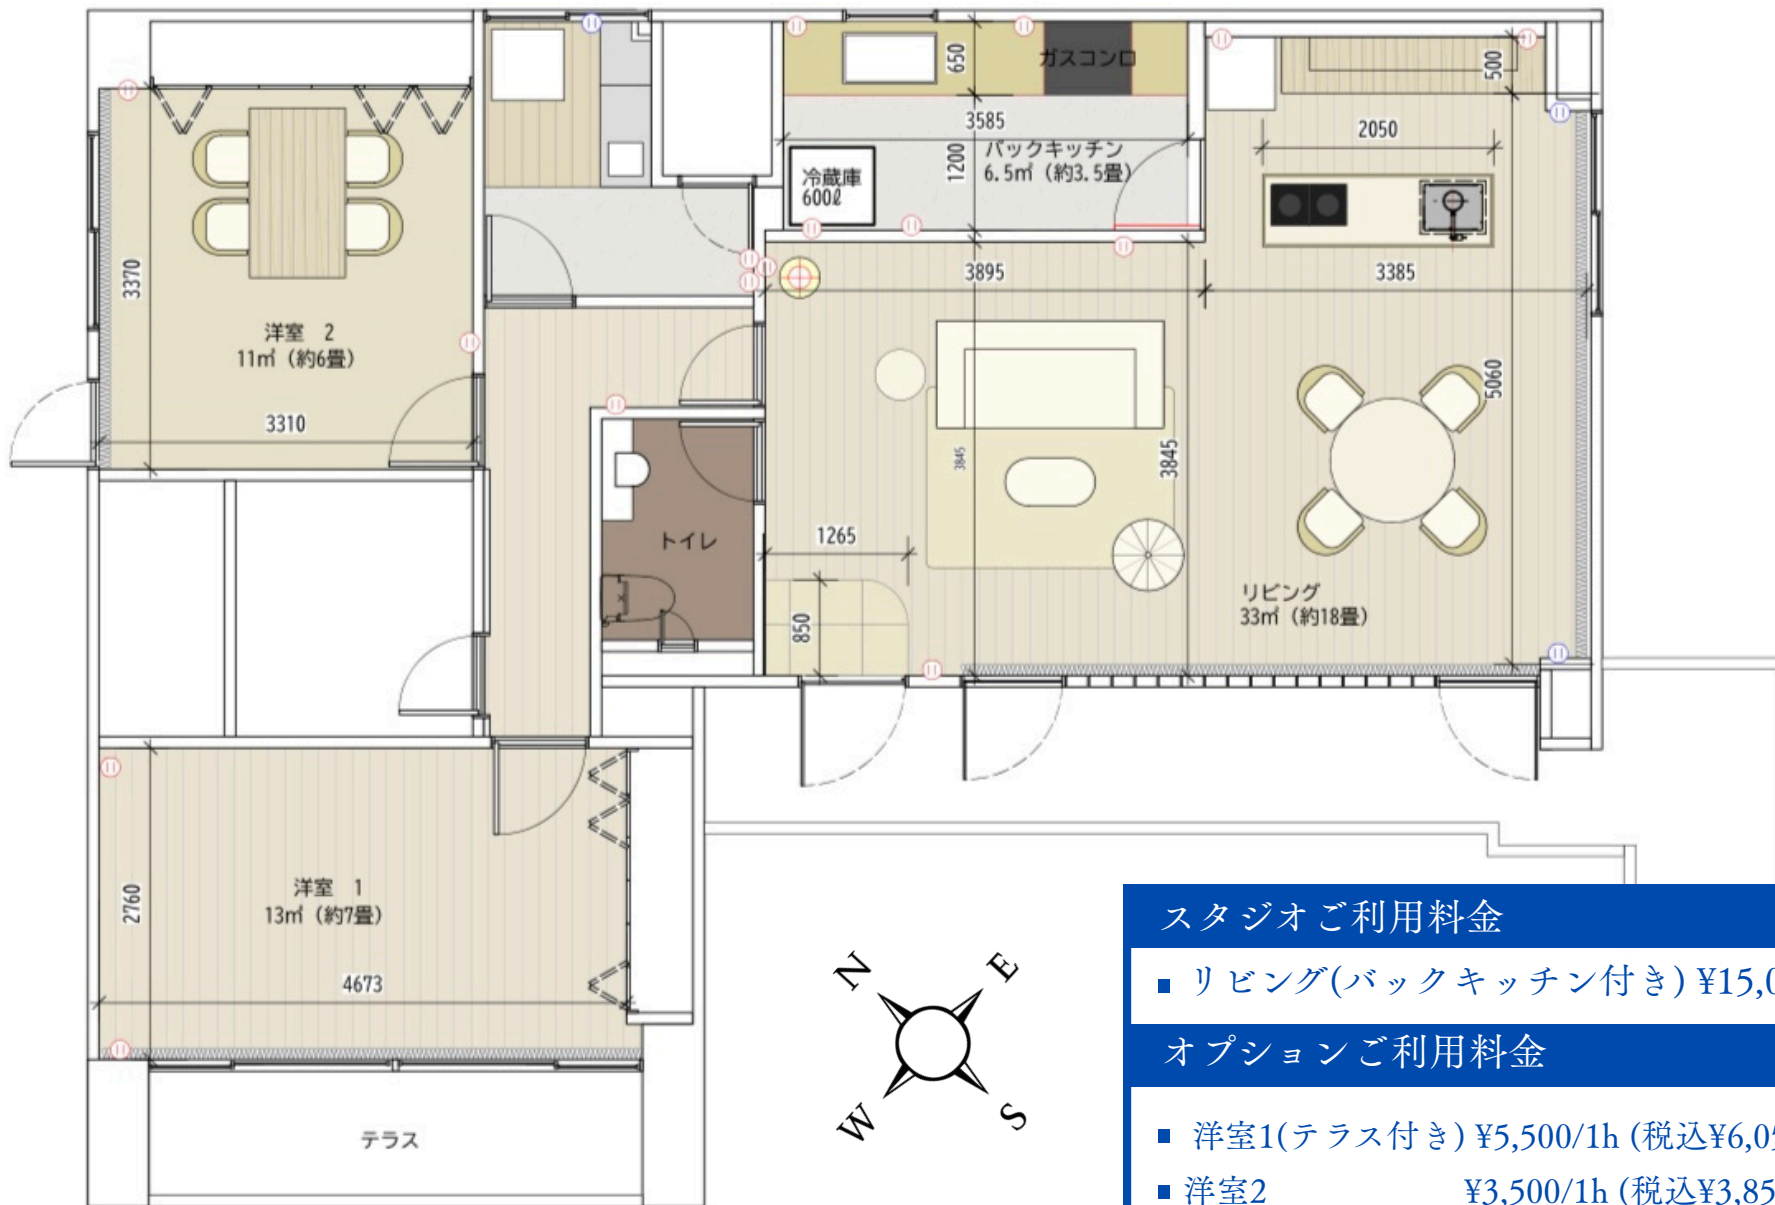 650
ガスコンロ
500
3585
2050
バックキッチン
6.5㎡（約3.5畳）
1200
冷蔵庫
600ℓ
3895
3385
3370
洋室 2
11㎡（約6畳）
3310
5060
3845
3845
トイレ
1265
850
リビング
33㎡（約18畳）
洋室 1
13㎡（約7畳）
2760
4673
テラス
N
E
W
S
スタジオご利用料金
リビング(バックキッチン付き) ¥15,0
オプションご利用料金
洋室1(テラス付き) ¥5,500/1h (税込¥6,05
洋室2 ¥3,500/1h (税込¥3,85